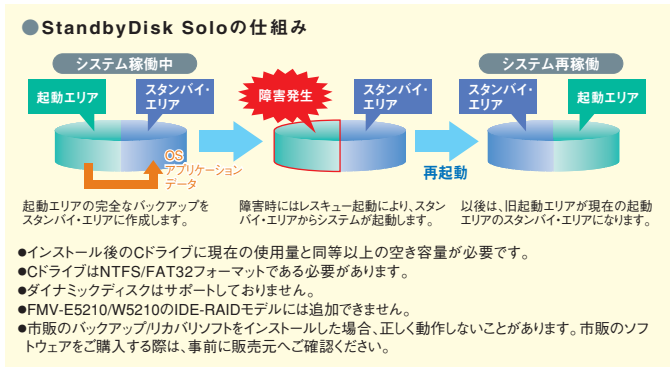 ●StandbyDisk Soloの仕組み
システム稼働中
システム再稼働
起動エリア
スタンバイ・
エリア
障害発生
スタンバイ・
エリア
スタンバイ・
エリア
起動エリア
OS
アプリケーション
データ
再起動
起動エリアの完全なバックアップを
スタンバイ・エリアに作成します。
障害時にはレスキュー起動により、スタン
バイ・エリアからシステムが起動します。
以後は、旧起動エリアが現在の起動
エリアのスタンバイ・エリアになります。
●インストール後のCドライブに現在の使用量と同等以上の空き容量が必要です。
●CドライブはNTFS/FAT32フォーマットである必要があります。
●ダイナミックディスクはサポートしておりません。
●FMV-E5210/W5210のIDE-RAIDモデルには追加できません。
●市販のバックアップ/リカバリソフトをインストールした場合、正しく動作しないことがあります。市販のソフ
トウェアをご購入する際は、事前に販売元へご確認ください。